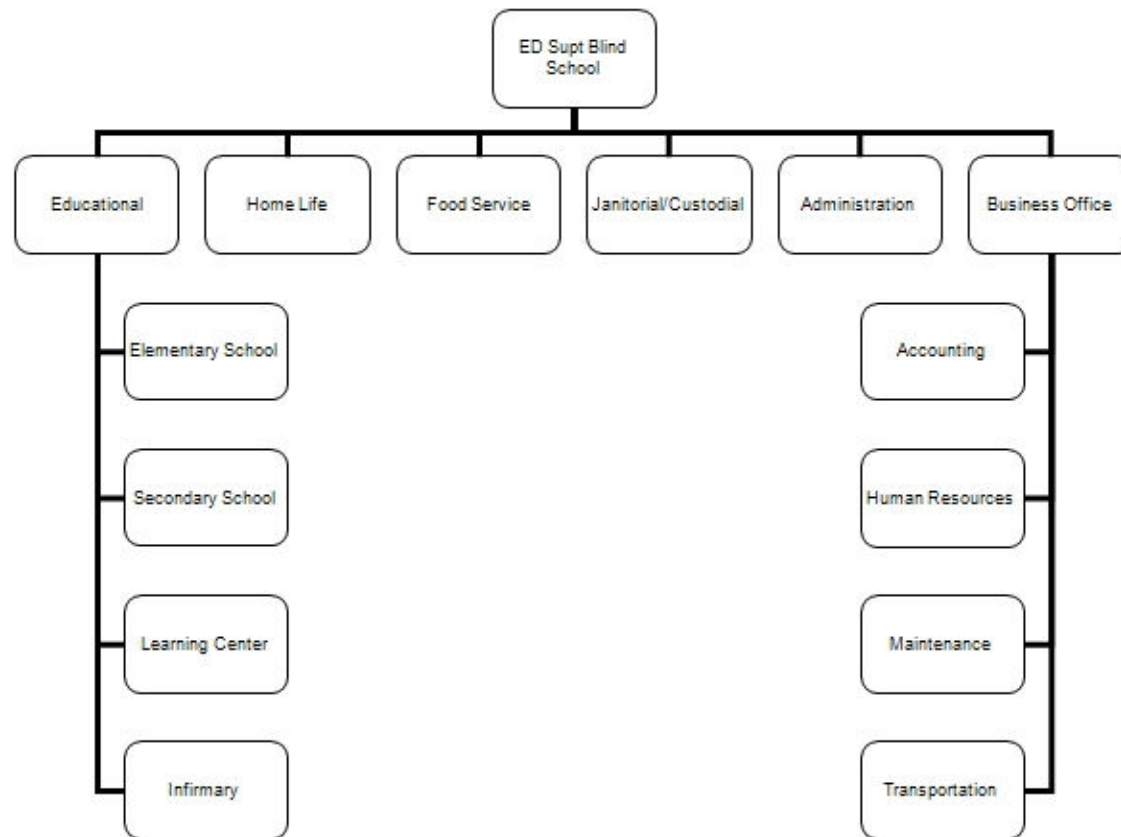 ED Supt Blind
School
Educational
Home Life
Food Service
Janitorial/Custodial
Administration
Business Office
Elementary School
Accounting
Secondary School
Human Resources
Learning Center
Maintenance
Infirmary
Transportation